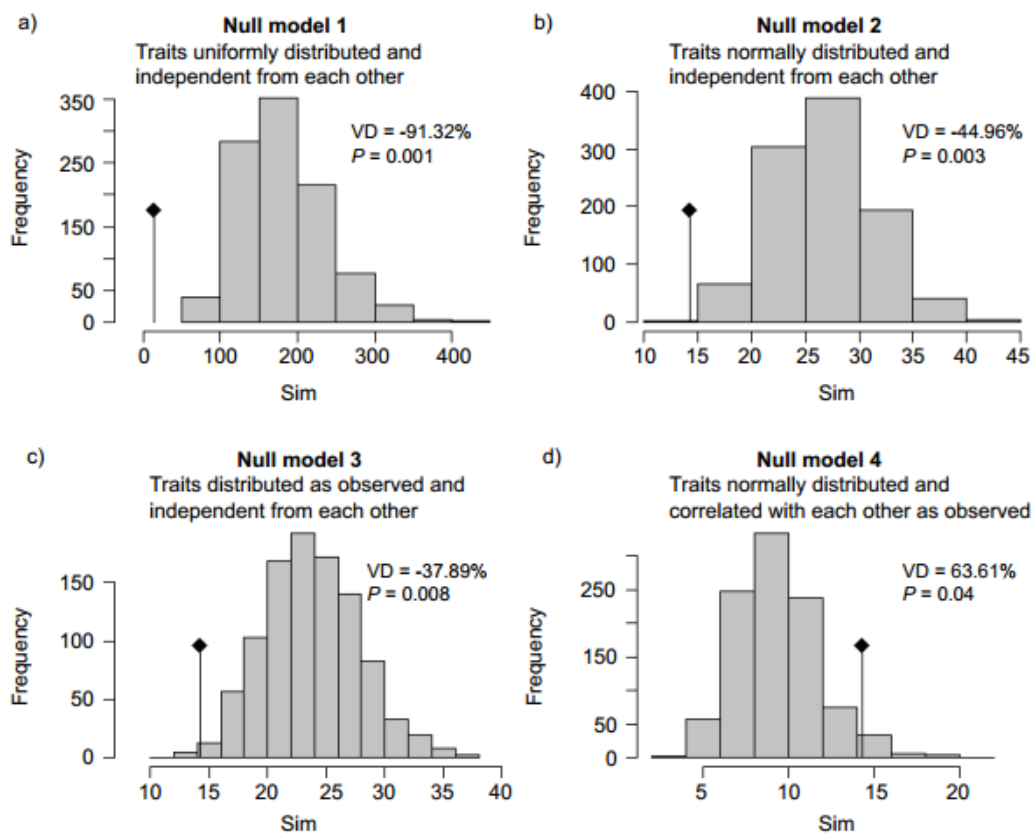 a)
Null model 1
Traits uniformly distributed and
independent from each other
350
250
150
50
0
Frequency
VD = -91.32%
P = 0.001
0 100 200 300 400
Sim
b)
Null model 2
Traits normally distributed and
independent from each other
400
300
200
100
0
Frequency
VD = -44.96%
P = 0.003
10 15 20 25 30 35 40 45
Sim
c)
Null model 3
Traits distributed as observed and
independent from each other
150
100
50
0
Frequency
VD = -37.89%
P = 0.008
10 15 20 25 30 35 40
Sim
d)
Null model 4
Traits normally distributed and
correlated with each other as observed
250
150
50
0
Frequency
VD = 63.61%
P = 0.04
5 10 15 20
Sim